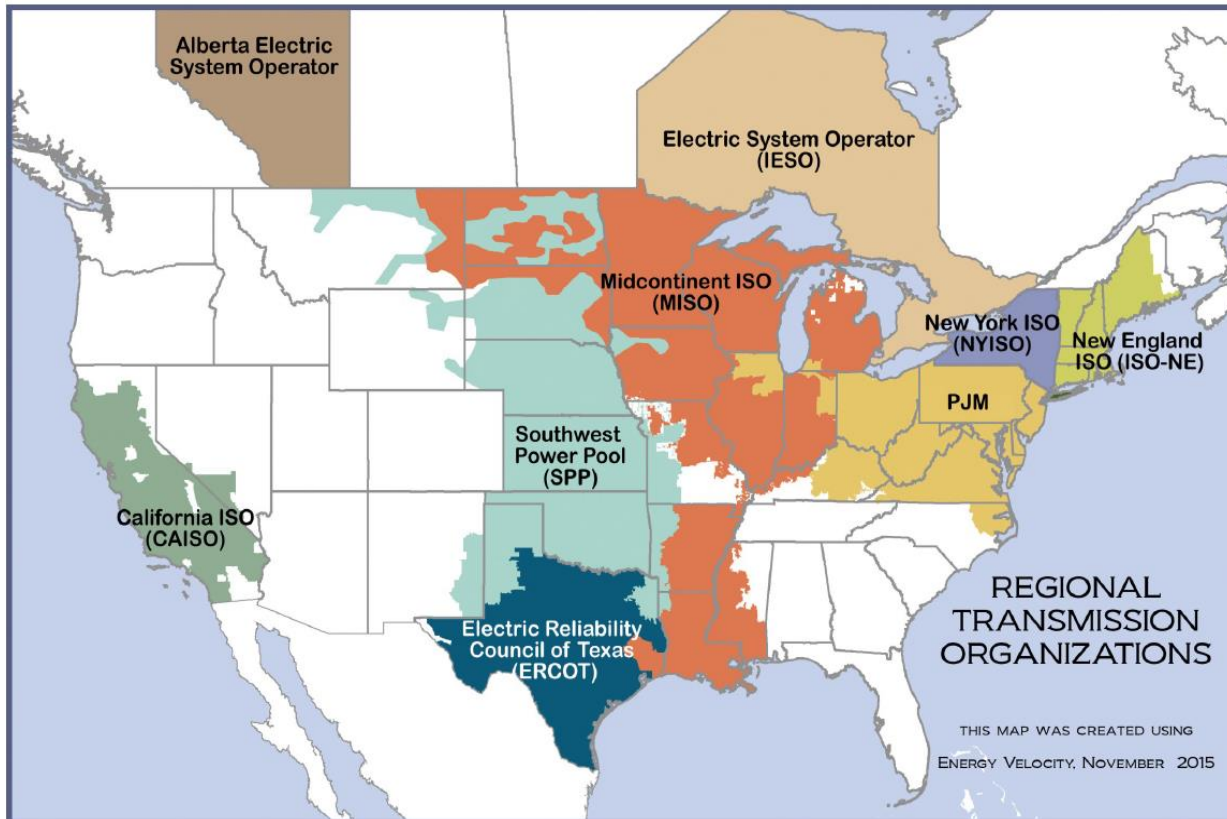 Alberta Electric
System Operator
Electric System Operator
(IESO)
Midcontinent ISO
(MISO)
New York ISO
(NYISO)
New England
ISO (ISO-NE)
PJM
Southwest
Power Pool
(SPP)
California ISO
(CAISO)
Electric Reliability
Council of Texas
(ERCOT)
REGIONAL
TRANSMISSION
ORGANIZATIONS
THIS MAP WAS CREATED USING
ENERGY VELOCITY, NOVEMBER 2015